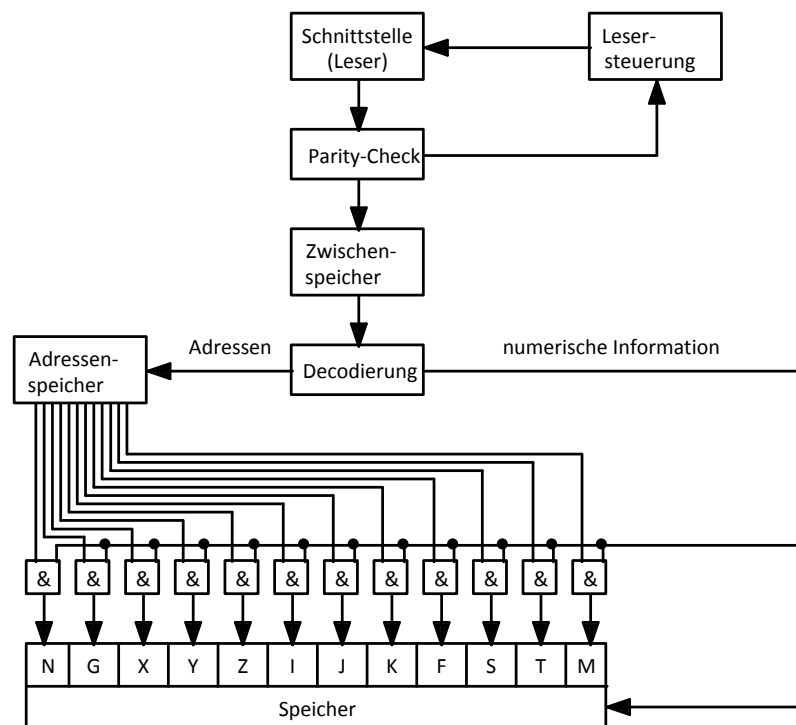 Schnittstelle
(Leser)
Leser-
steuerung
Parity-Check
Zwischen-
speicher
Adressen
numerische Information
Adressen-
speicher
Decodierung
& & & & & & & & & & & &
N G X Y Z I J K F S T M
Speicher